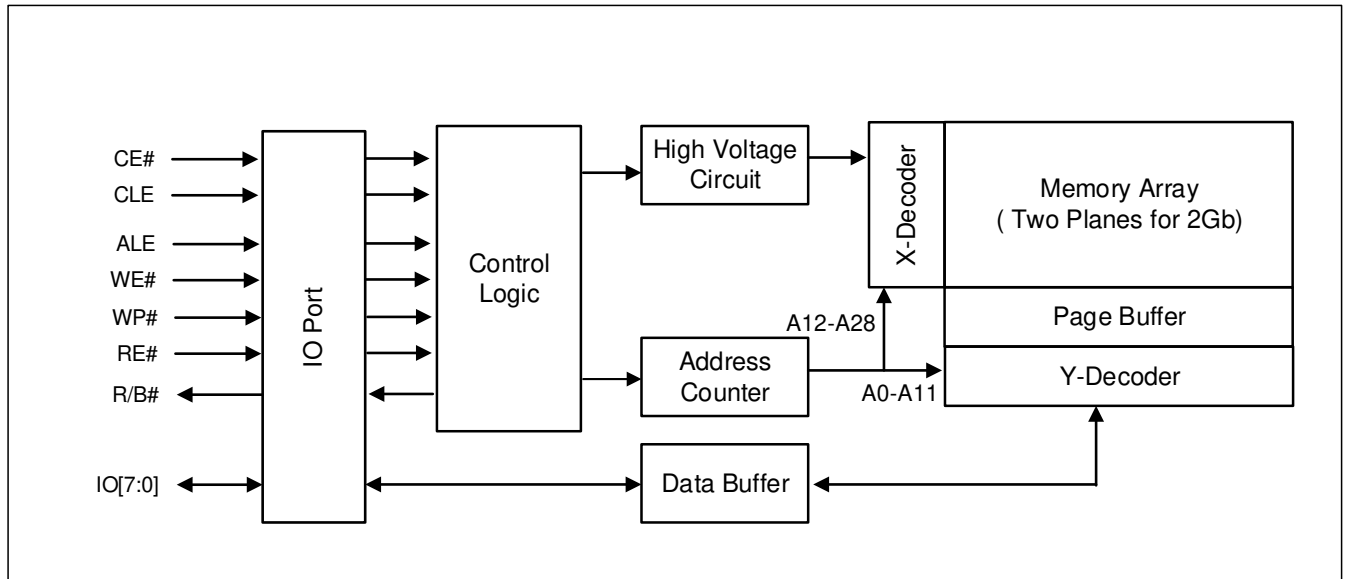 CE#
CLE
ALE
WE#
WP#
RE#
R/B#
IO[7:0]
IO Port
Control
Logic
High Voltage
Circuit
Address
Counter
Data Buffer
A12-A28
A0-A11
X-Decoder
Memory Array
( Two Planes for 2Gb)
Page Buffer
Y-Decoder